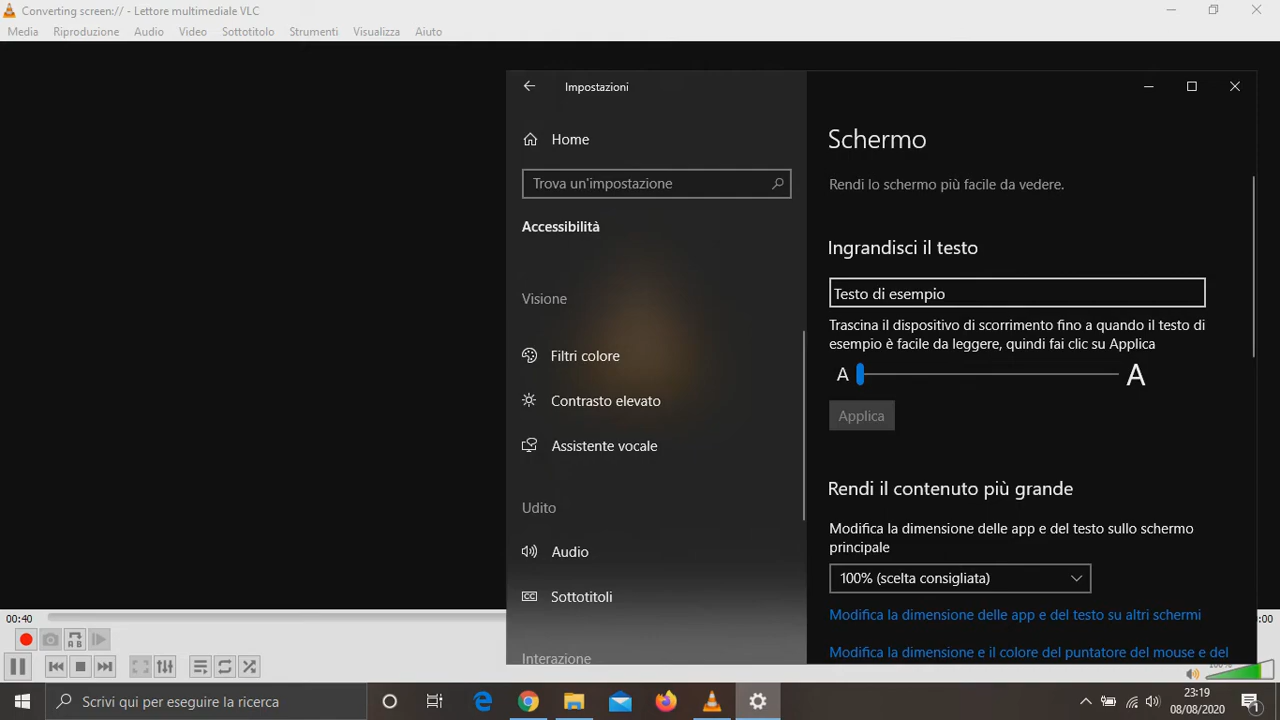 Converting screen:// - Lettore multimediale VLC
Media Riproduzione Audio Video Sottotitolo Strumenti Visualizza Aiuto
Impostazioni
Home
Trova un'impostazione
Accessibilità
Visione
Filtri colore
Contrasto elevato
Assistente vocale
Udito
Audio
Sottotitoli
Interazione
Schermo
Rendi lo schermo più facile da vedere.
Ingrandisci il testo
Testo di esempio
Trascina il dispositivo di scorrimento fino a quando il testo di
esempio è facile da leggere, quindi fai clic su Applica
A A
Applica
Rendi il contenuto più grande
Modifica la dimensione delle app e del testo sullo schermo
principale
100% (scelta consigliata)
Modifica la dimensione delle app e del testo su altri schermi
Modifica la dimensione e il colore del puntatore del mouse e del
00:40
:00
A B
100%
Scrivi qui per eseguire la ricerca
23:19
08/08/2020
1